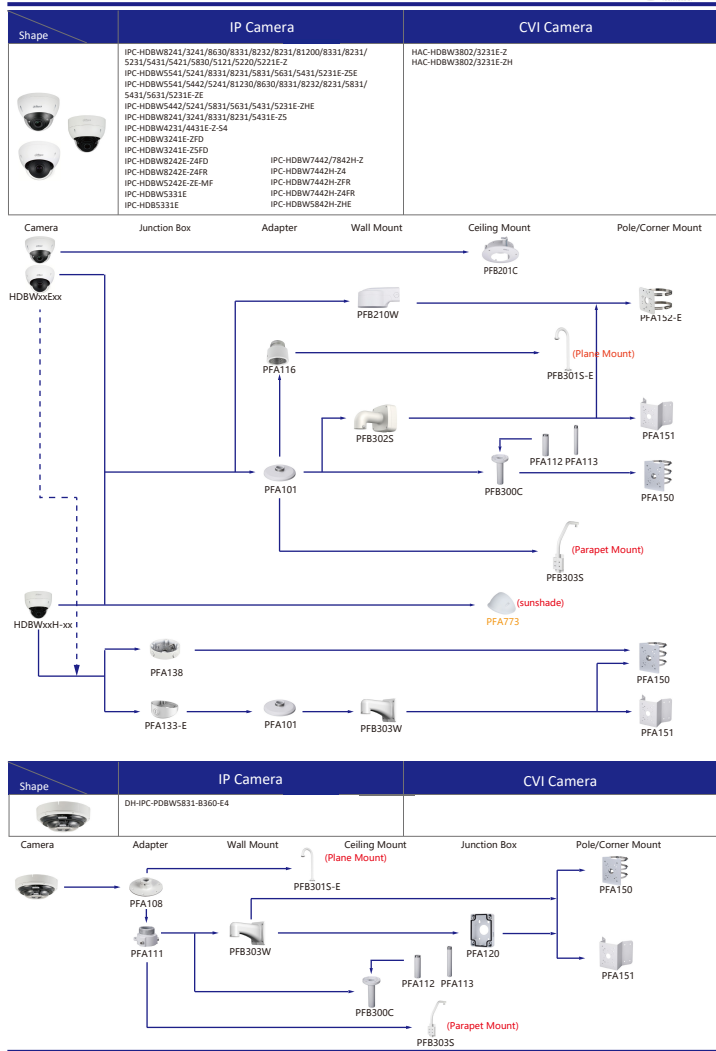 Shape
IP Camera
CVI Camera
IPC-HDBW8241/3241/8630/8331/8232/8231/81200/8331/8231/
5231/5431/5421/5830/5121/5220/5221E-Z
IPC-HDBW5541/5241/8331/8231/5831/5631/5431/5231E-Z5E
IPC-HDBW5541/5442/5241/81230/8630/8331/8232/8231/5831/
5431/5631/5231E-ZE
IPC-HDBW5442/5241/5831/5631/5431/5231E-ZHE
IPC-HDBW8241/3241/8331/8231/5431E-Z5
IPC-HDBW4231/4431E-Z-S4
IPC-HDBW3241E-ZFD
IPC-HDBW3241E-Z5FD
IPC-HDBW8242E-Z4FD
IPC-HDBW8242E-Z4FR
IPC-HDBW5242E-ZE-MF
IPC-HDBW5331E
IPC-HDB5331E
IPC-HDBW7442/7842H-Z
IPC-HDBW7442H-Z4
IPC-HDBW7442H-ZFR
IPC-HDBW7442H-Z4FR
IPC-HDBW5842H-ZHE
HAC-HDBW3802/3231E-Z
HAC-HDBW3802/3231E-ZH
Camera
Junction Box
Adapter
Wall Mount
Ceiling Mount
Pole/Corner Mount
PFB201C
HDBWxxExx
PFB210W
PFA152-E
PFA116
(Plane Mount)
PFB301S-E
PFB302S
PFA151
PFA112 PFA113
PFA101
PFB300C
PFA150
(Parapet Mount)
PFB303S
HDBWxxH-xx
(sunshade)
PFA773
PFA138
PFA150
PFA133-E
PFA101
PFB303W
PFA151
Shape
IP Camera
CVI Camera
DH-IPC-PDBW5831-B360-E4
Camera
Adapter
Wall Mount
Ceiling Mount
Junction Box
Pole/Corner Mount
(Plane Mount)
PFB301S-E
PFA150
PFA108
PFA111
PFB303W
PFA120
PFA151
PFA112 PFA113
PFB300C
(Parapet Mount)
PFB303S